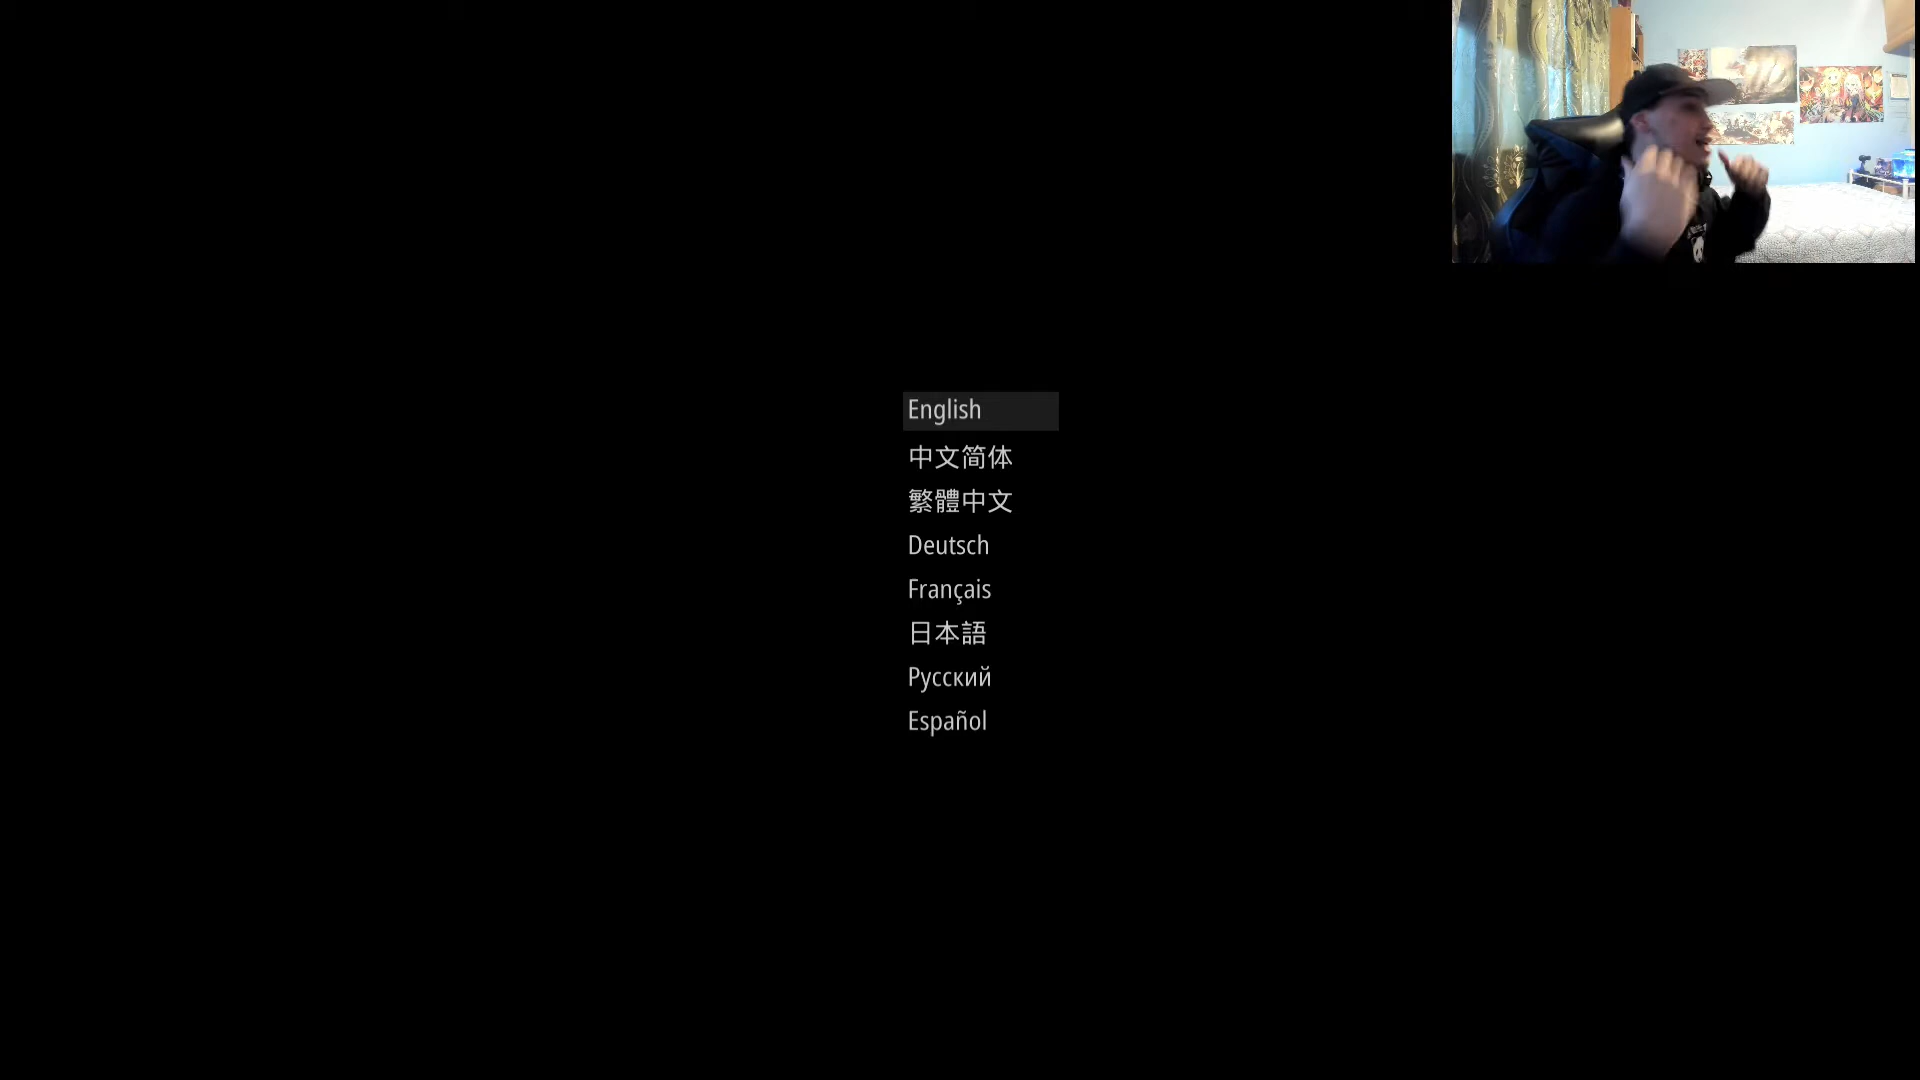 English
中文简体
繁體中文
Deutsch
Français
日本語
Русский
Español